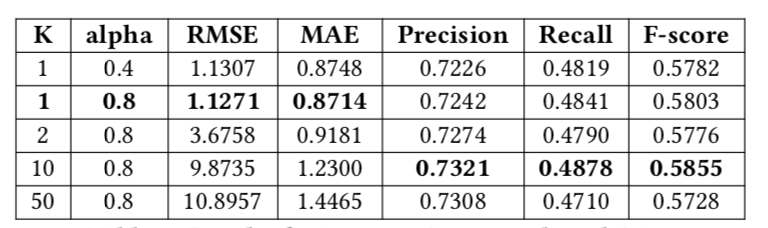 K alpha RMSE MAE Precision Recall F-score
1 0.4 1.1307 0.8748 0.7226 0.4819 0.5782
1 0.8 1.1271 0.8714 0.7242 0.4841 0.5803
2 0.8 3.6758 0.9181 0.7274 0.4790 0.5776
10 0.8 9.8735 1.2300 0.7321 0.4878 0.5855
50 0.8 10.8957 1.4465 0.7308 0.4710 0.5728